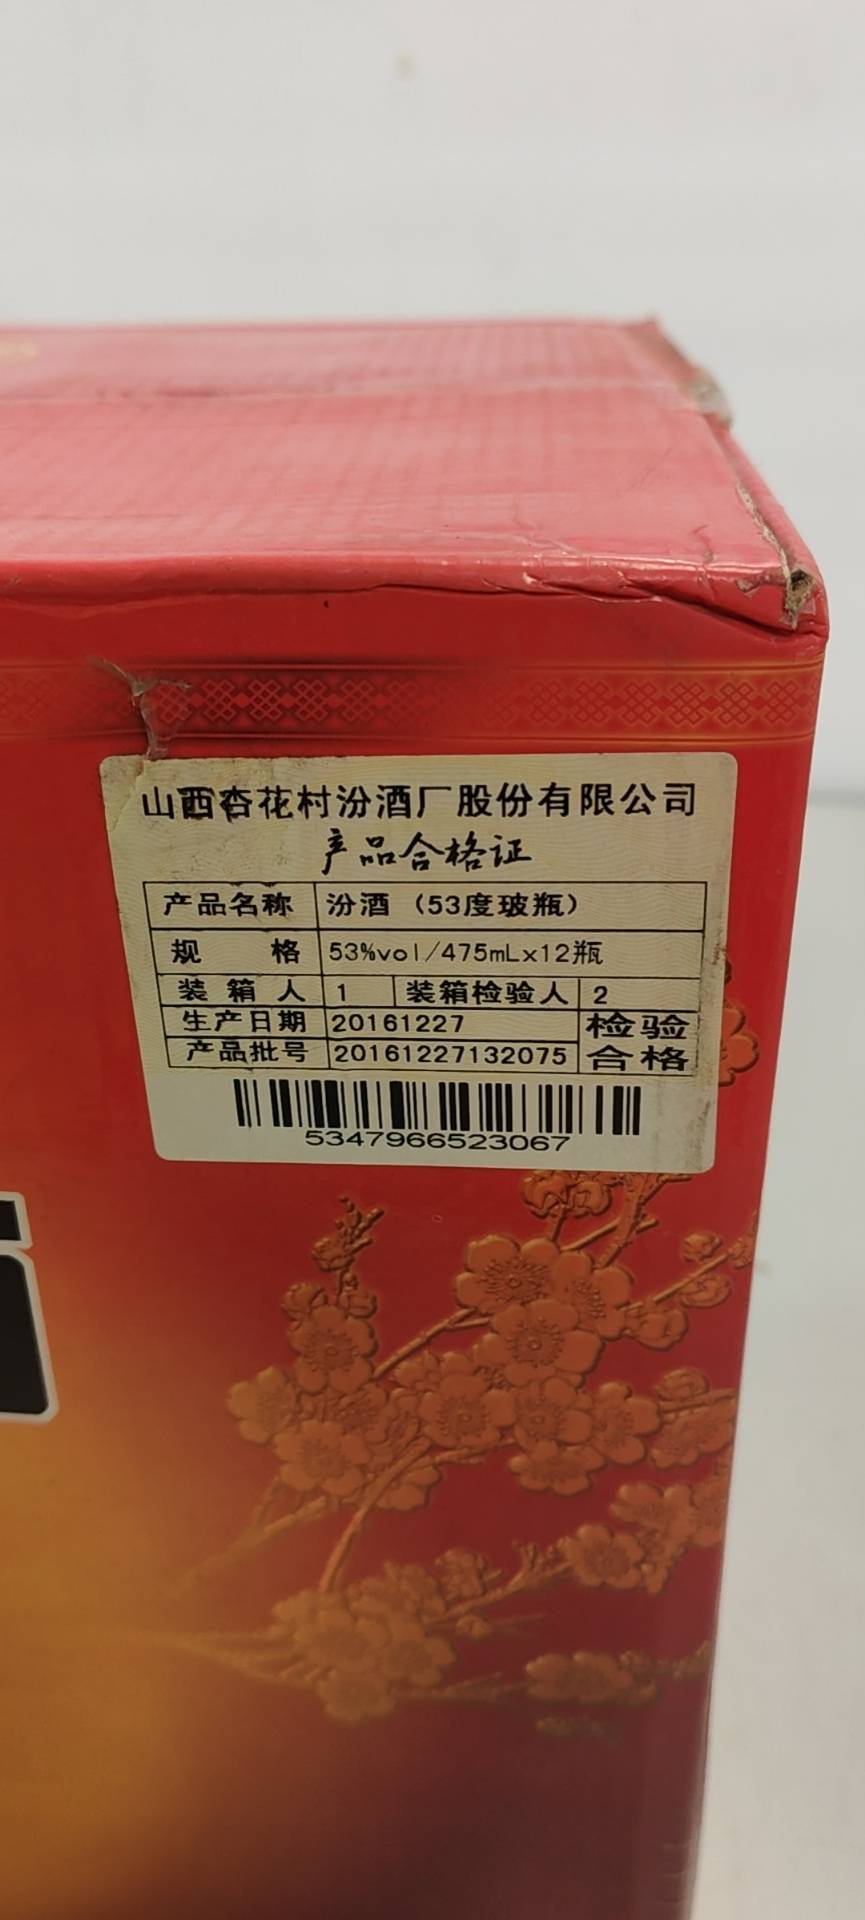 山西杏花村汾酒厂股份有限公司
产品合格证
产品名称 汾酒（53度玻瓶）
规 格 53%vol/475mLx12瓶
装箱人 1 装箱检验人 2
生产日期 20161227 检验
产品批号 20161227132075 合格
5347966523067